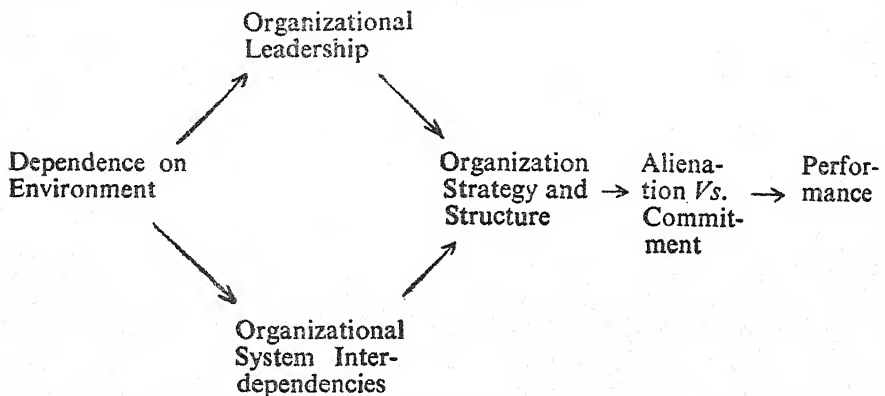 Organizational
Leadership
Dependence on
Environment
Organization
Strategy and
Structure
Aliena-
tion Vs.
Commit-
ment
Perfor-
mance
Organizational
System Inter-
dependencies